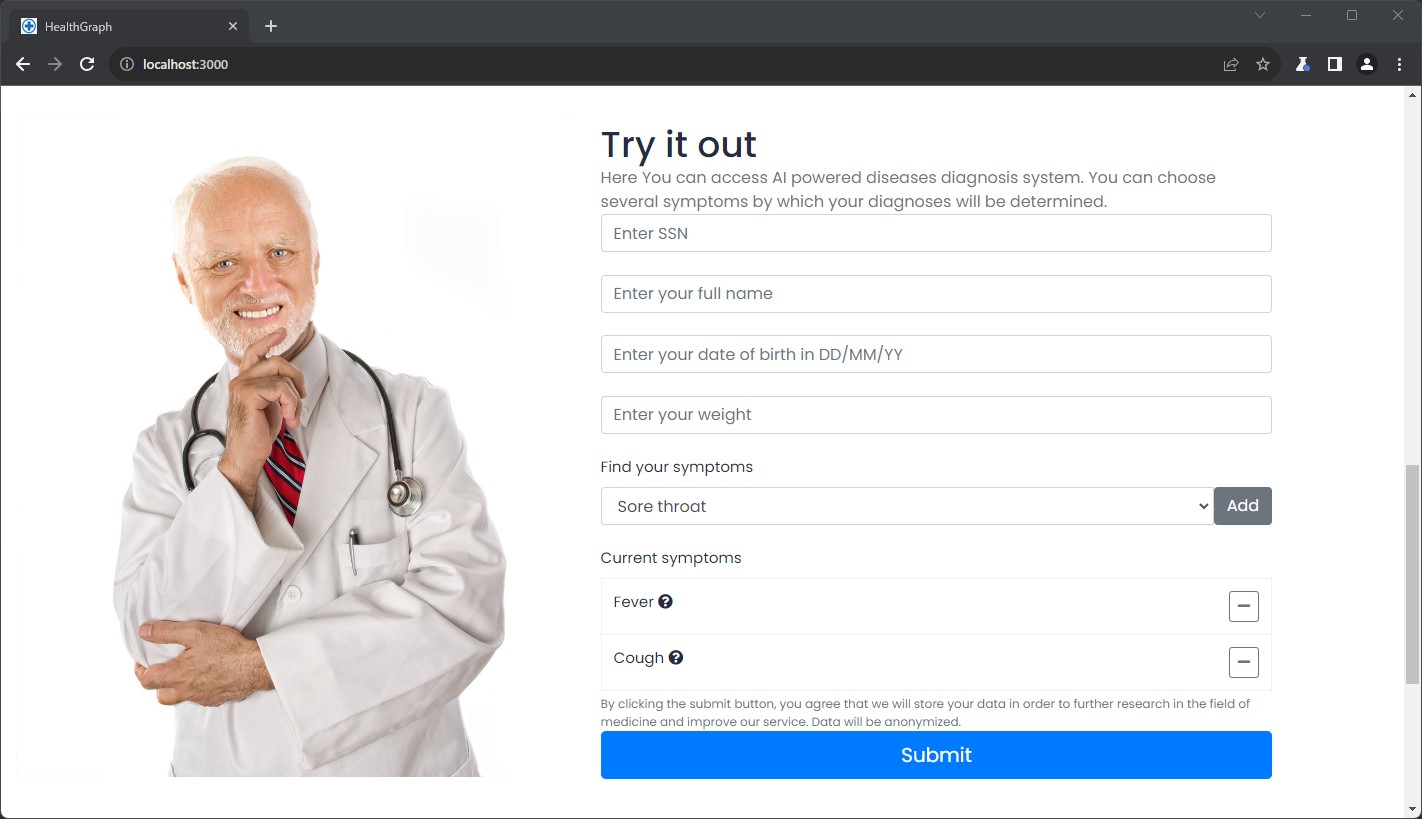 HealthGraph
localhost:3000
Try it out
Here You can access AI powered diseases diagnosis system. You can choose
several symptoms by which your diagnoses will be determined.
Enter SSN
Enter your full name
Enter your date of birth in DD/MM/YY
Enter your weight
Find your symptoms
Sore throat
Add
Current symptoms
Fever
Cough
By clicking the submit button, you agree that we will store your data in order to further research in the field of
medicine and improve our service. Data will be anonymized.
Submit